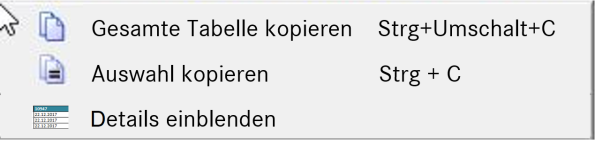 Gesamte Tabelle kopieren Strg+Umschalt+C
Auswahl kopieren Strg + C
Details einblenden